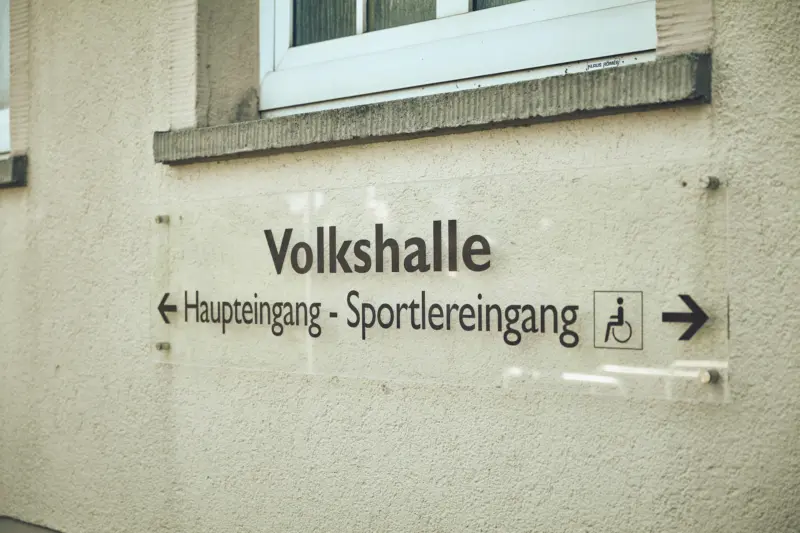 Volkshalle
← Haupteingang - Sportlereingang →